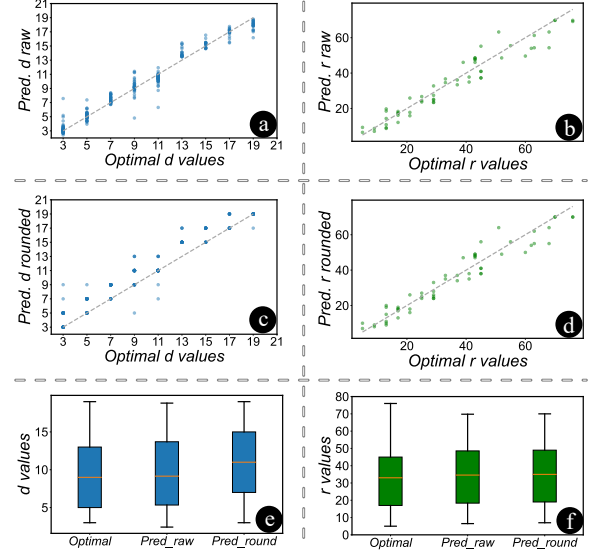 Pred. d raw
21
19
17
15
13
11
9
7
5
3
3 5 7 9 11 13 15 17 19 21
Optimal d values
a
Pred. r raw
60
40
20
20 40 60
Optimal r values
b
Pred. d rounded
21
19
17
15
13
11
9
7
5
3
3 5 7 9 11 13 15 17 19 21
Optimal d values
c
Pred. r rounded
60
40
20
20 40 60
Optimal r values
d
d values
15
10
5
Optimal Pred_raw Pred_round
e
r values
80
70
60
50
40
30
20
10
0
Optimal Pred_raw Pred_round
f